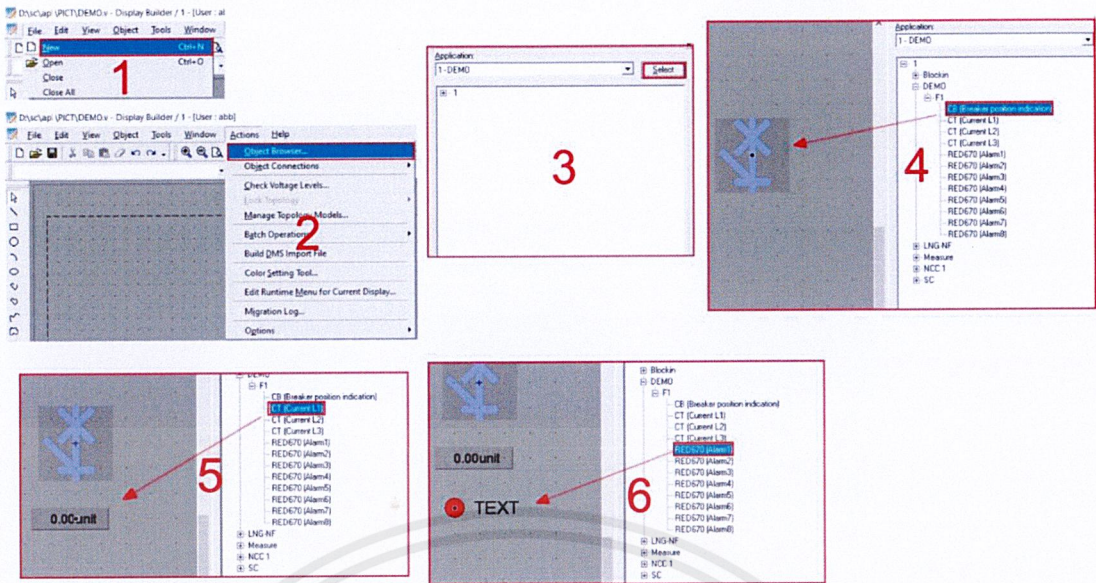 D:\sc\apl\PICT\DEMO.v - Display Builder / 1 - [User : al
File Edit View Object Tools Window
New Ctrl+N
Open Ctrl+O
Close
Close All
1
D:\sc\apl\PICT\DEMO.v - Display Builder / 1 - [User : abb]
File Edit View Object Tools Window Actions Help
Object Browser...
Object Connections
Check Voltage Levels...
Lock Topology
Manage Topology Models...
Batch Operations
Build DMS Import File
Color Setting Tool...
Edit Runtime Menu for Current Display...
Migration Log...
Options
2
Application:
1 - DEMO Select
1
3
Application:
1 - DEMO
1
Blockin
DEMO
F1
CB (Breaker position indication)
CT (Current L1)
CT (Current L2)
CT (Current L3)
RED670 (Alarm1)
RED670 (Alarm2)
RED670 (Alarm3)
RED670 (Alarm4)
RED670 (Alarm5)
RED670 (Alarm6)
RED670 (Alarm7)
RED670 (Alarm8)
LNG-NF
Measure
NCC 1
SC
4
DEMO
F1
CB (Breaker position indication)
CT (Current L1)
CT (Current L2)
CT (Current L3)
RED670 (Alarm1)
RED670 (Alarm2)
RED670 (Alarm3)
RED670 (Alarm4)
RED670 (Alarm5)
RED670 (Alarm6)
RED670 (Alarm7)
RED670 (Alarm8)
LNG-NF
Measure
NCC 1
SC
0.00unit
5
Blockin
DEMO
F1
CB (Breaker position indication)
CT (Current L1)
CT (Current L2)
CT (Current L3)
RED670 (Alarm1)
RED670 (Alarm2)
RED670 (Alarm3)
RED670 (Alarm4)
RED670 (Alarm5)
RED670 (Alarm6)
RED670 (Alarm7)
RED670 (Alarm8)
LNG-NF
Measure
NCC 1
SC
0.00unit
TEXT
6